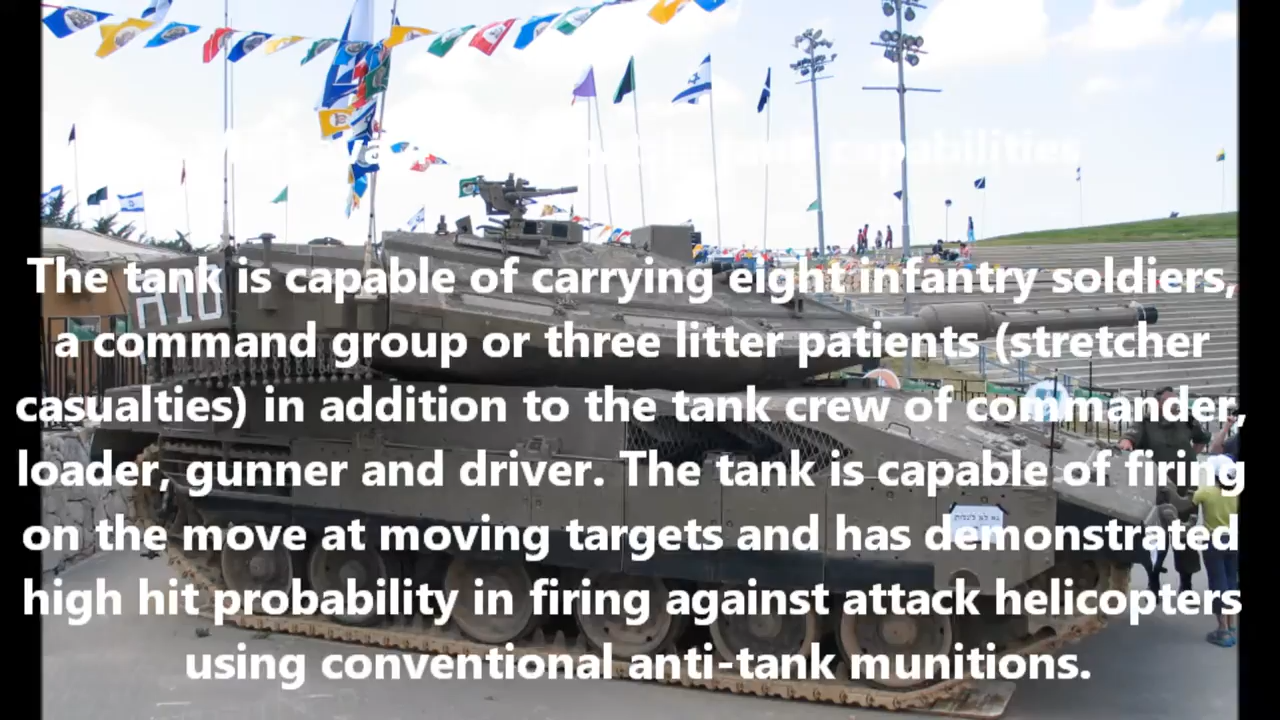 capabilities
The tank is capable of carrying eight infantry soldiers,
a command group or three litter patients (stretcher
casualties) in addition to the tank crew of commander,
loader, gunner and driver. The tank is capable of firing
on the move at moving targets and has demonstrated
high hit probability in firing against attack helicopters
using conventional anti-tank munitions.